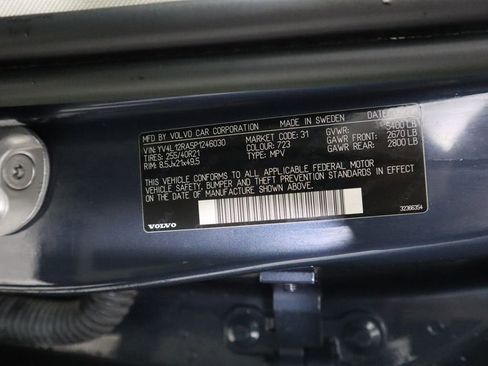 MFD BY VOLVO CAR CORPORATION MADE IN SWEDEN DATE
VIN: YV4L12RA5P1246030 MARKET CODE: 31 GVWR: 5400 LB
TIRES: 255/40R21 COLOUR: 723 GAWR FRONT: 2670 LB
RIM: 8.5Jx21x49.5 TYPE: MPV GAWR REAR: 2800 LB
THIS VEHICLE CONFORMS TO ALL APPLICABLE FEDERAL MOTOR
VEHICLE SAFETY, BUMPER AND THEFT PREVENTION STANDARDS IN EFFECT
ON THE DATE OF MANUFACTURE SHOWN ABOVE.
VOLVO 32366354